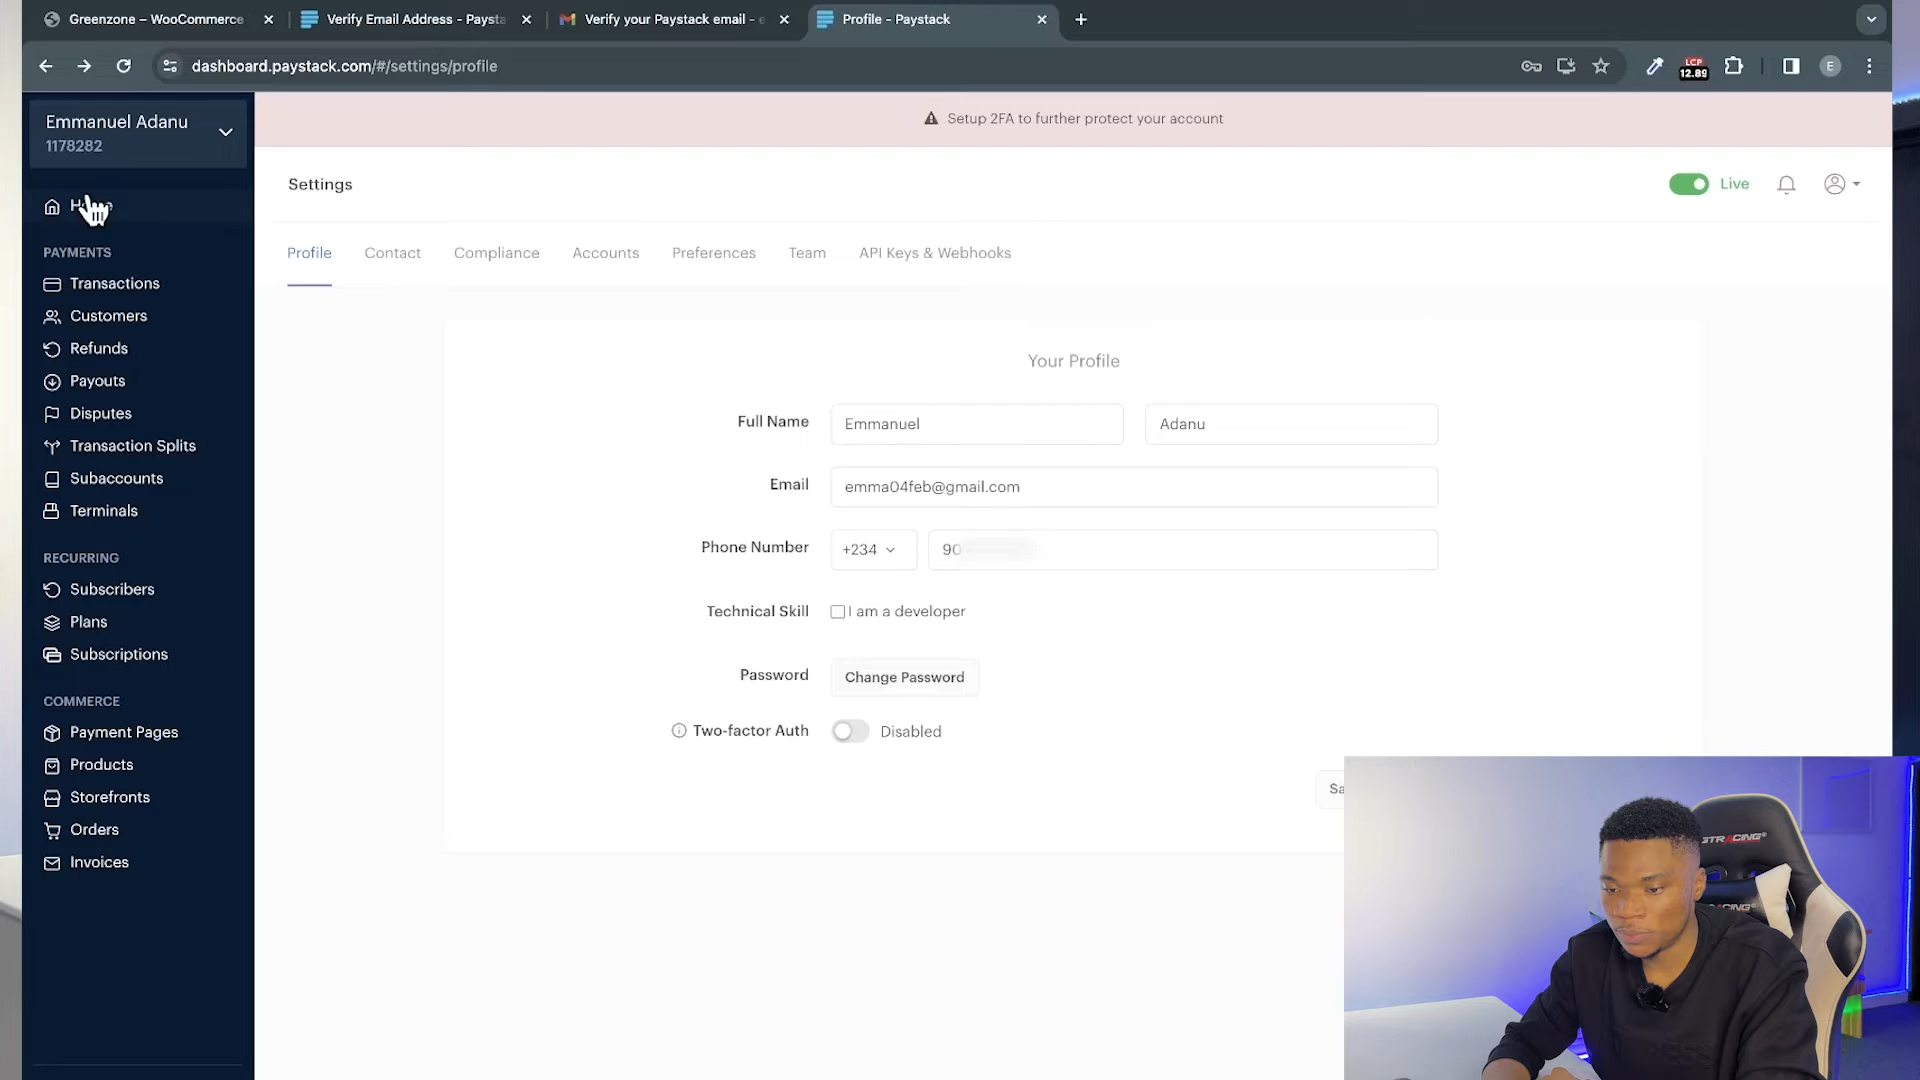 Greenzone – WooCommerce
Verify Email Address - Paysta
Verify your Paystack email - e
Profile - Paystack
dashboard.paystack.com/#/settings/profile
LCP
12.89
E
Emmanuel Adanu
1178282
Setup 2FA to further protect your account
Settings
Live
Profile
Contact
Compliance
Accounts
Preferences
Team
API Keys & Webhooks
PAYMENTS
Transactions
Customers
Refunds
Payouts
Disputes
Transaction Splits
Subaccounts
Terminals
RECURRING
Subscribers
Plans
Subscriptions
COMMERCE
Payment Pages
Products
Storefronts
Orders
Invoices
Your Profile
Full Name
Emmanuel
Adanu
Email
emma04feb@gmail.com
Phone Number
+234
90
Technical Skill
I am a developer
Password
Change Password
Two-factor Auth
Disabled
Sa